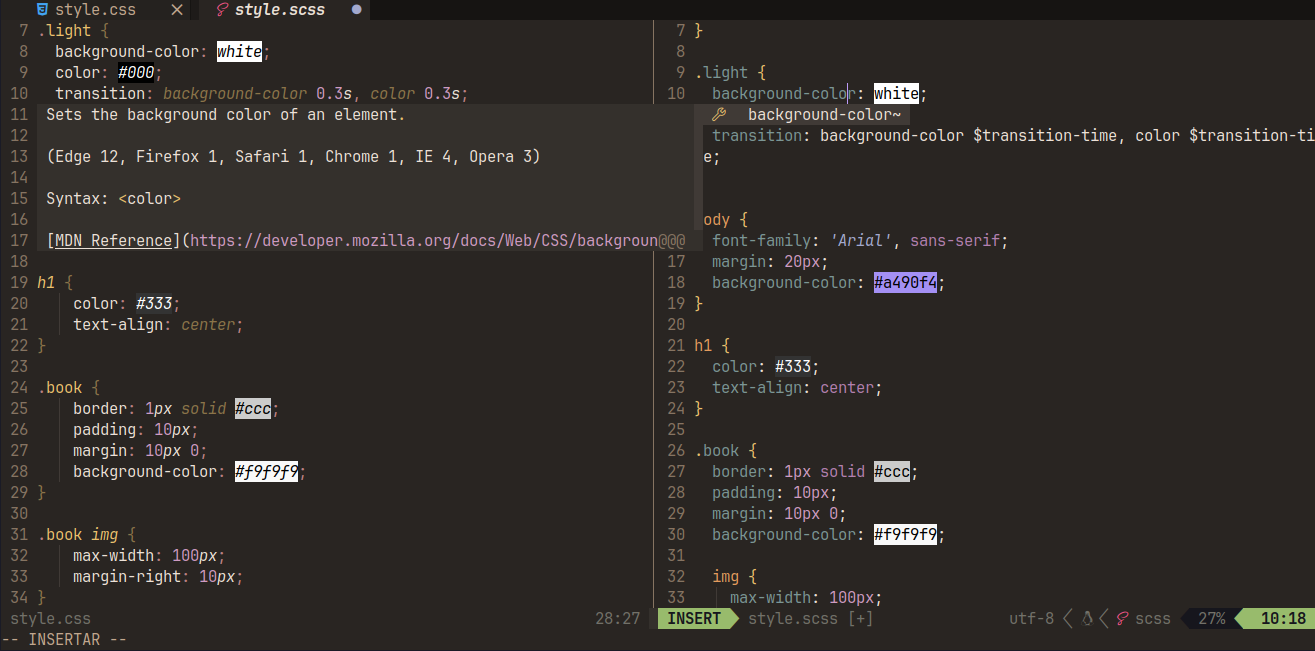 style.css
style.scss
7 .light {
8 background-color: white;
9 color: #000;
10 transition: background-color 0.3s, color 0.3s;
11 Sets the background color of an element.
12
13 (Edge 12, Firefox 1, Safari 1, Chrome 1, IE 4, Opera 3)
14
15 Syntax: <color>
16
17 [MDN Reference](https://developer.mozilla.org/docs/Web/CSS/backgroun@@@
18
19 h1 {
20 color: #333;
21 text-align: center;
22 }
23
24 .book {
25 border: 1px solid #ccc;
26 padding: 10px;
27 margin: 10px 0;
28 background-color: #f9f9f9;
29 }
30
31 .book img {
32 max-width: 100px;
33 margin-right: 10px;
34 }
style.css 28:27
7 }
8
9 .light {
10 background-color: white;
background-color~
transition: background-color $transition-time, color $transition-ti
e;
ody {
font-family: 'Arial', sans-serif;
17 margin: 20px;
18 background-color: #a490f4;
19 }
20
21 h1 {
22 color: #333;
23 text-align: center;
24 }
25
26 .book {
27 border: 1px solid #ccc;
28 padding: 10px;
29 margin: 10px 0;
30 background-color: #f9f9f9;
31
32 img {
33 max-width: 100px;
INSERT style.scss [+] utf-8 scss 27% 10:18
-- INSERTAR --